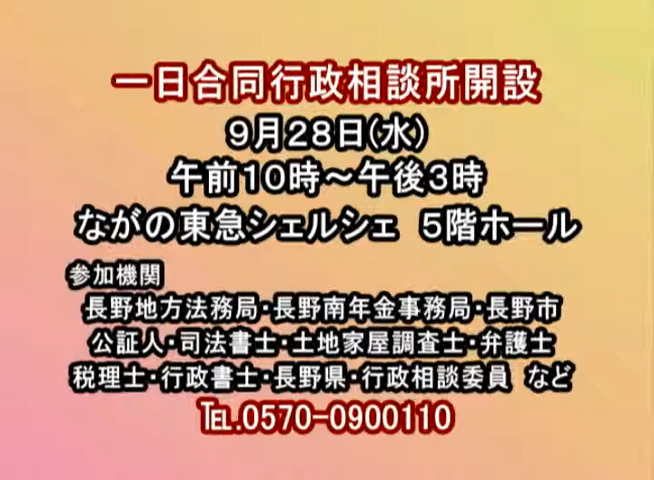 一日合同行政相談所開設
9月28日(水)
午前10時～午後3時
ながの東急シェルシェ 5階ホール
参加機関
長野地方法務局・長野南年金事務局・長野市
公証人・司法書士・土地家屋調査士・弁護士
税理士・行政書士・長野県・行政相談委員 など
℡.0570-0900110